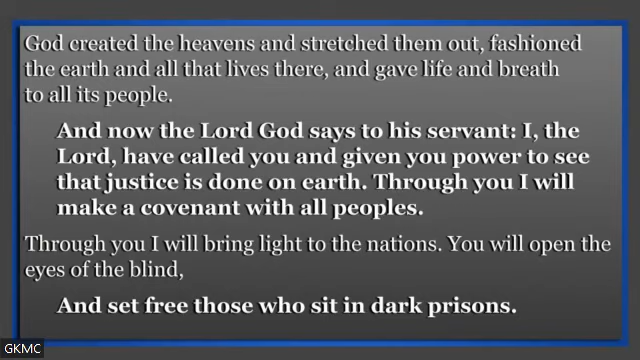 God created the heavens and stretched them out, fashioned
the earth and all that lives there, and gave life and breath
to all its people.
And now the Lord God says to his servant: I, the
Lord, have called you and given you power to see
that justice is done on earth. Through you I will
make a covenant with all peoples.
Through you I will bring light to the nations. You will open the
eyes of the blind,
And set free those who sit in dark prisons.
GKMC